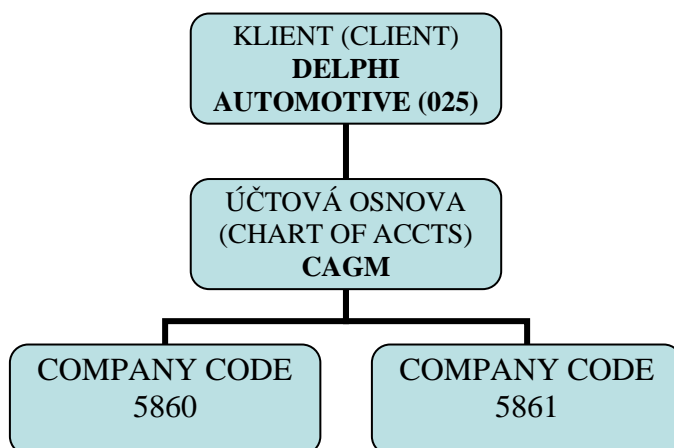 KLIENT (CLIENT)
DELPHI
AUTOMOTIVE (025)
ÚČTOVÁ OSNOVA
(CHART OF ACCTS)
CAGM
COMPANY CODE
5860
COMPANY CODE
5861